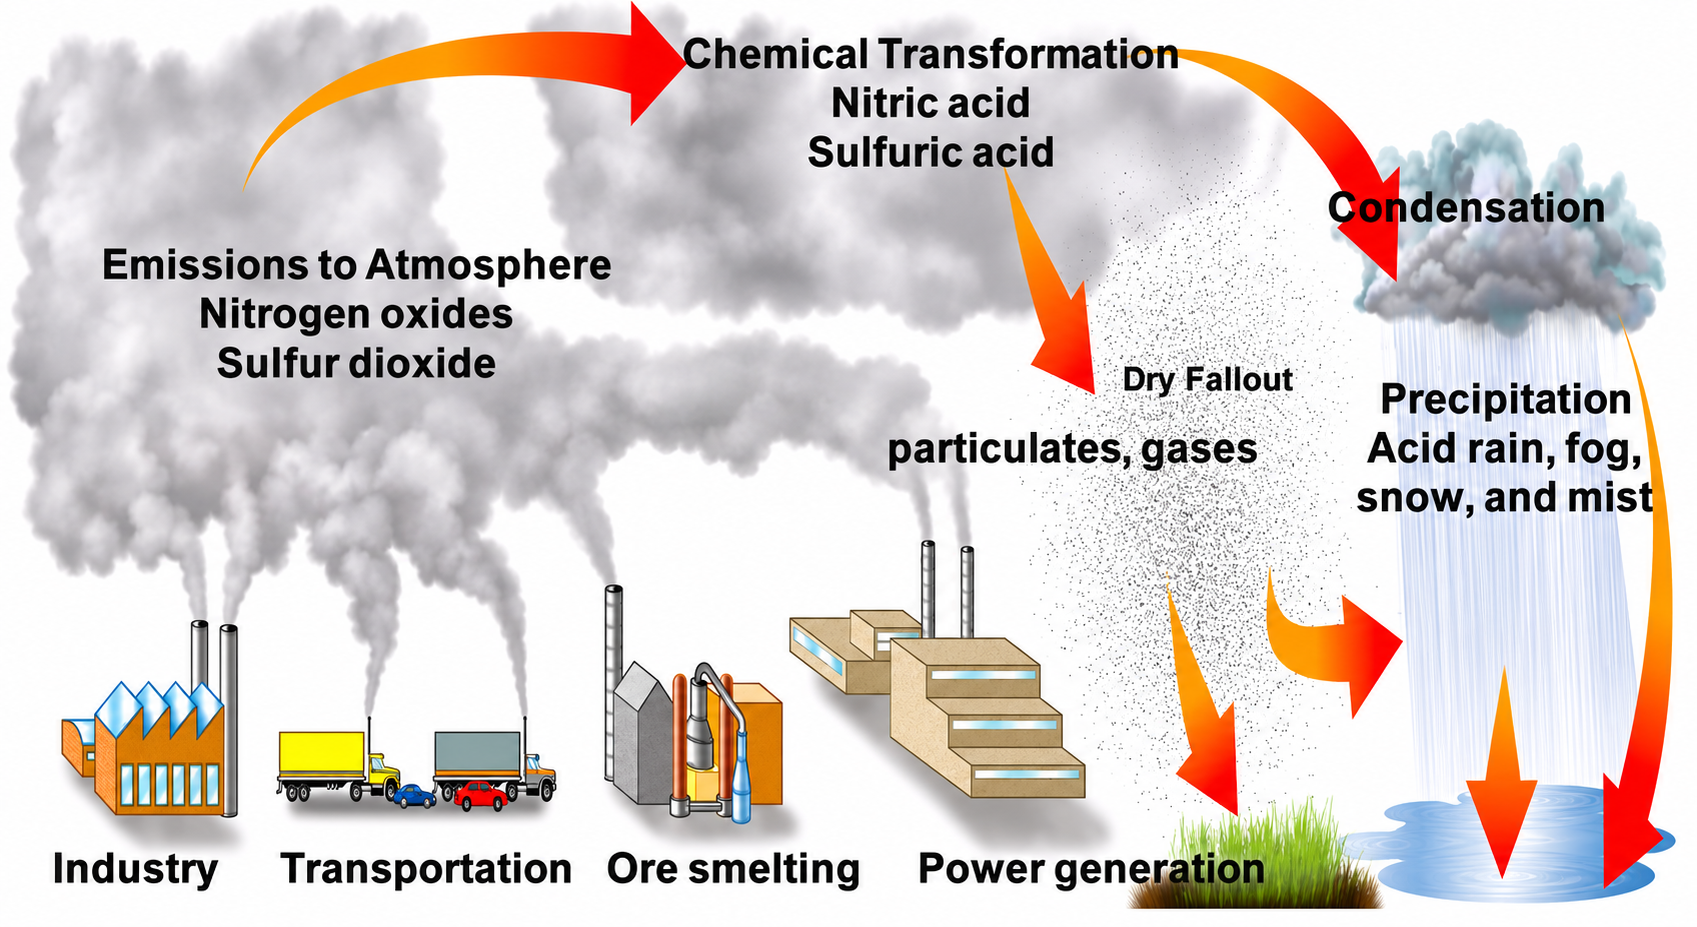 Chemical Transformation
Nitric acid
Sulfuric acid
Condensation
Emissions to Atmosphere
Nitrogen oxides
Sulfur dioxide
Dry Fallout
particulates, gases
Precipitation
Acid rain, fog,
snow, and mist
Industry
Transportation
Ore smelting
Power generation